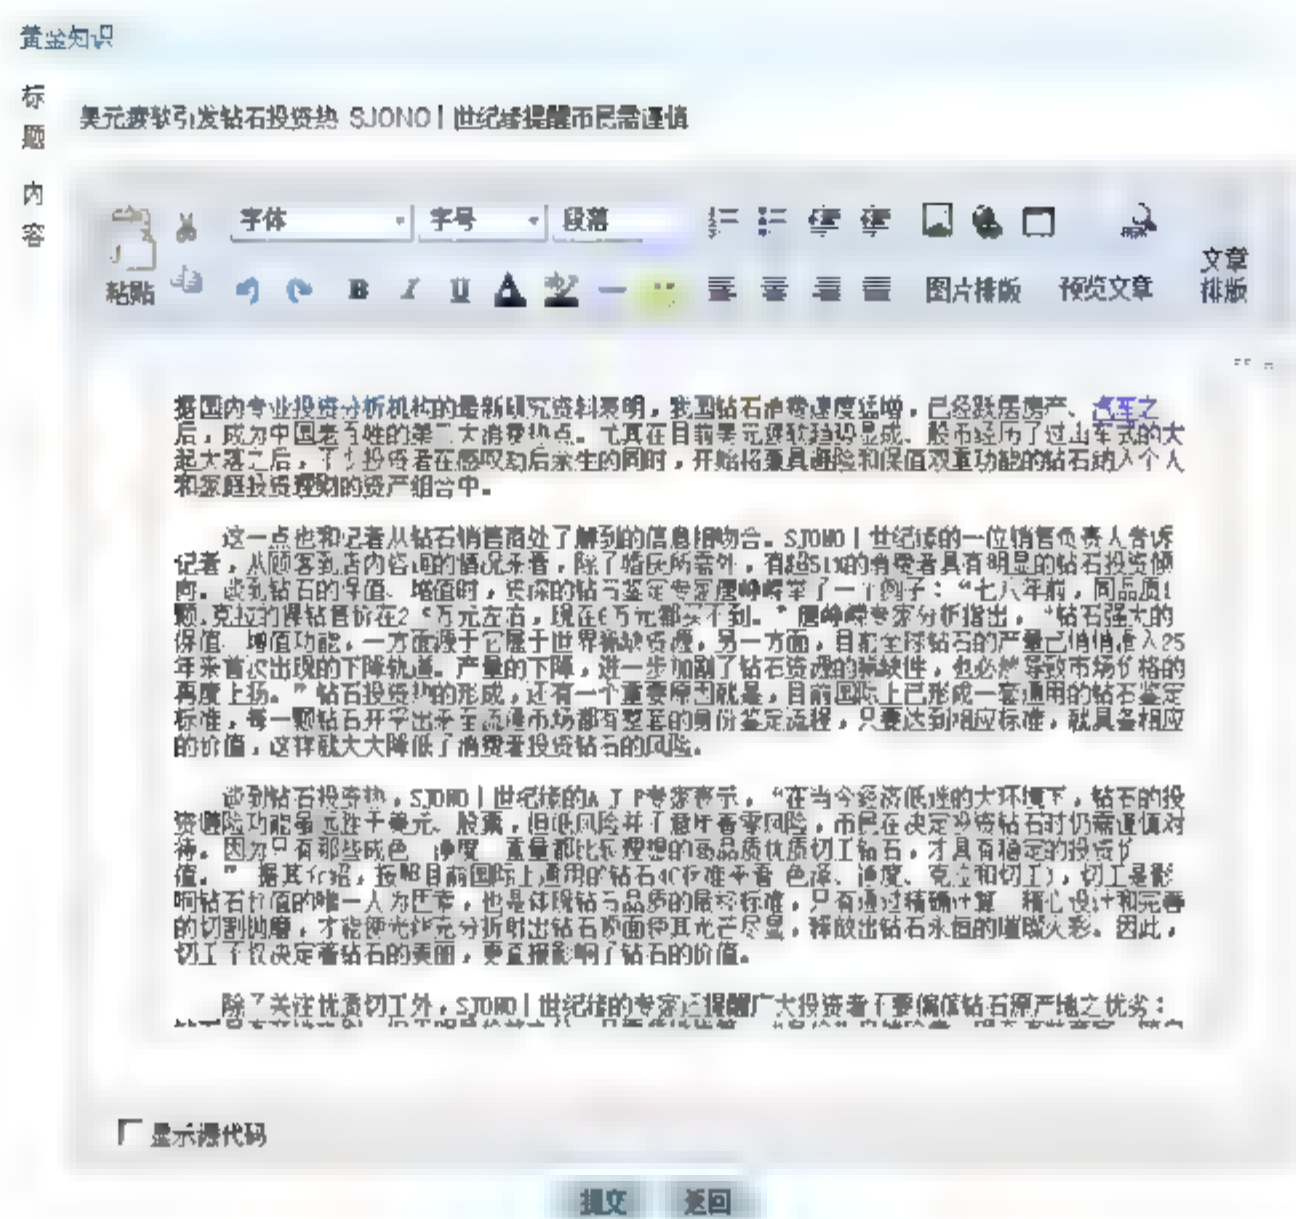 黄金知识
标题
美元疲软引发钻石投资热 SJONO|世纪缘提醒市民需谨慎
内容
字体 字号 段落
粘贴 B I U A 图片排版 预览文章 文章排版
据国内专业投资分析机构的最新研究资料表明，我国钻石消费速度递增，已经跃居房产、汽车之
后，成为中国老百姓的第三大消费热点。尤其在目前美元疲软趋势显成、股市经历了过山车式的大
起大落之后，不少投资者在感叹劫后余生的同时，开始将兼具避险和保值双重功能的钻石纳入个人
和家庭投资理财的资产组合中。
这一点也和记者从钻石销售商处了解到的信息相吻合。SJONO|世纪缘的一位销售负责人告诉
记者，从顾客到店内咨询的情况来看，除了婚庆所需外，有超51%的消费者具有明显的钻石投资倾
向。谈到钻石的保值、增值时，资深的钻石鉴定专家唐峥嵘举了一个例子：“七八年前，同品质1
颗.克拉的裸钻售价在2.5万元左右，现在6万元都买不到。”唐峥嵘专家分析指出，“钻石强大的
保值、增值功能，一方面源于它属于世界稀缺资源，另一方面，目前全球钻石的产量已悄悄进入25
年来首次出现的下降轨道。产量的下降，进一步加剧了钻石资源的稀缺性，也必然导致市场价格的
再度上扬。”钻石投资热的形成，还有一个重要原因就是，目前国际上已形成一套通用的钻石鉴定
标准，每一颗钻石开采出来至流通市场都有整套的身份鉴定流程，只要达到相应标准，就具备相应
的价值，这样就大大降低了消费者投资钻石的风险。
谈到钻石投资热，SJONO|世纪缘的A J P专家表示，“在当今经济低迷的大环境下，钻石的投
资避险功能虽远胜于美元、股票，但低风险并不意味着零风险，市民在决定投资钻石时仍需谨慎对
待。因为只有那些成色、净度、重量都比较理想的高品质优质切工钻石，才具有稳定的投资价
值。”据其介绍，按照目前国际上通用的钻石4C标准来看 色泽、净度、克拉和切工），切工是影
响钻石价值的唯一人为因素，也是体现钻石品质的最终标准，只有通过精确计算、精心设计和完善
的切割抛磨，才能使光线充分折射出钻石切面使其光芒尽显，释放出钻石永恒的璀璨火彩。因此，
切工不仅决定着钻石的美丽，更直接影响了钻石的价值。
除了关注优质切工外，SJONO|世纪缘的专家还提醒广大投资者不要偏信钻石原产地之优劣：
显示源代码
提交 返回